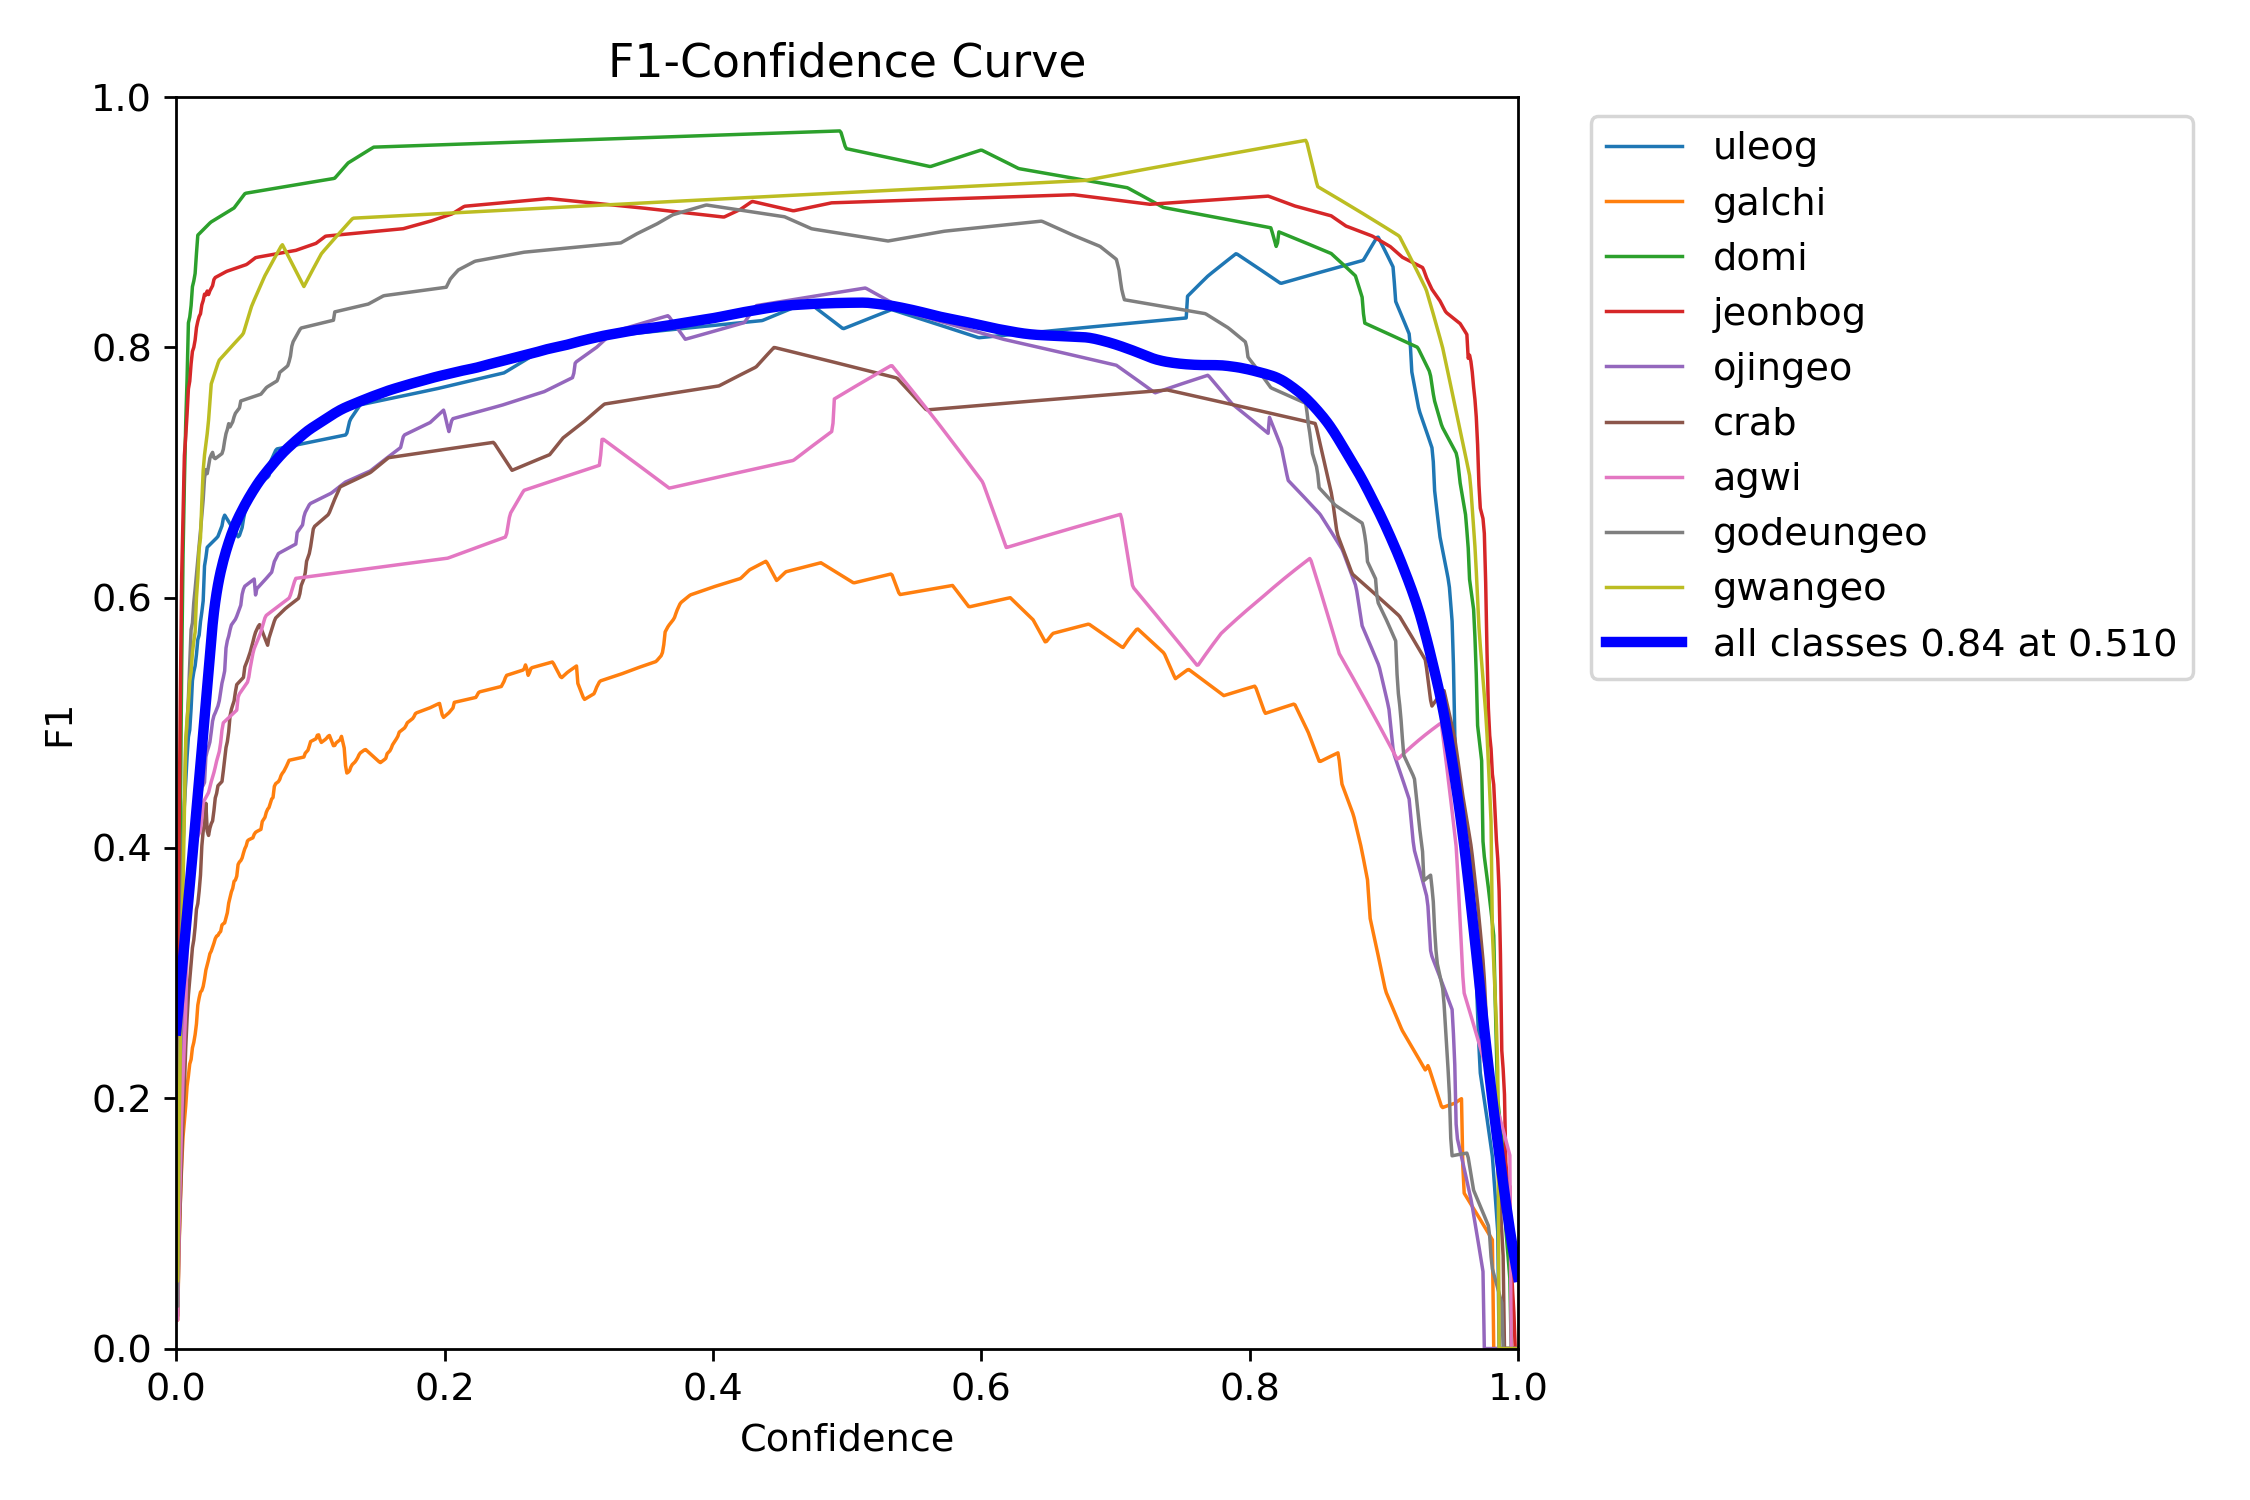 F1-Confidence Curve
1.0
0.8
0.6
0.4
0.2
0.0
F1
0.0 0.2 0.4 0.6 0.8 1.0
Confidence
uleog
galchi
domi
jeonbog
ojingeo
crab
agwi
godeungeo
gwangeo
all classes 0.84 at 0.510